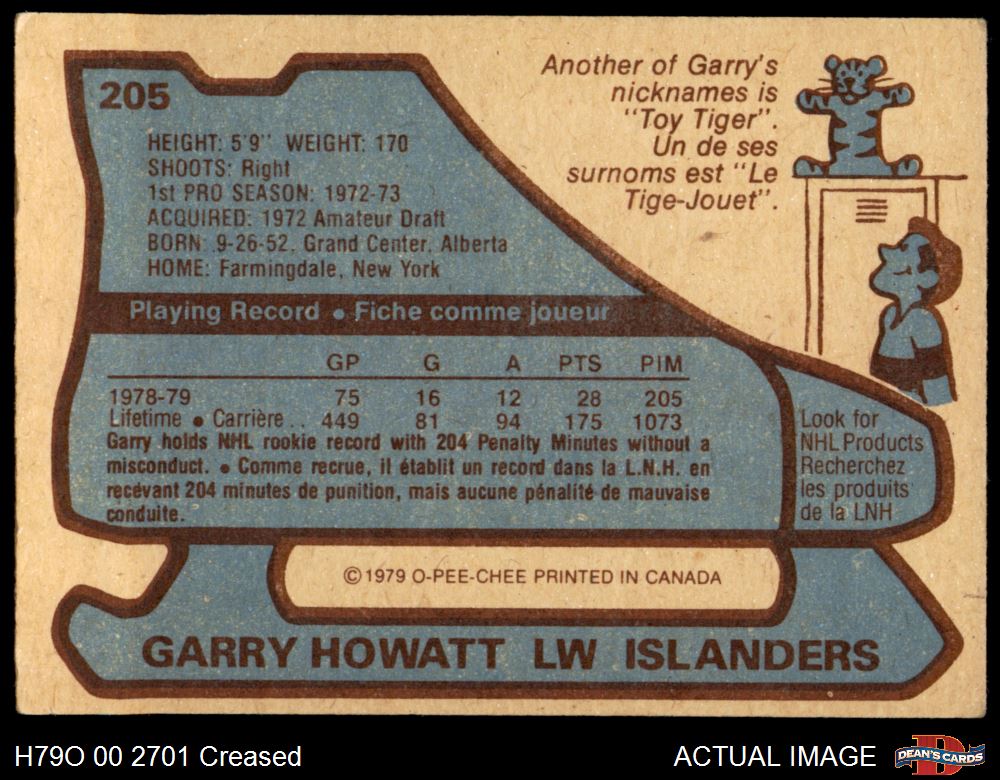 205
HEIGHT: 5'9" WEIGHT: 170
SHOOTS: Right
1st PRO SEASON: 1972-73
ACQUIRED: 1972 Amateur Draft
BORN: 9-26-52, Grand Center, Alberta
HOME: Farmingdale, New York
Another of Garry's
nicknames is
"Toy Tiger".
Un de ses
surnoms est "Le
Tige-Jouet".
Playing Record • Fiche comme joueur
GP G A PTS PIM
1978-79 75 16 12 28 205
Lifetime • Carrière . . 449 81 94 175 1073
Garry holds NHL rookie record with 204 Penalty Minutes without a
misconduct. • Comme recrue, il établit un record dans la L.N.H. en
recevant 204 minutes de punition, mais aucune pénalité de mauvaise
conduite.
Look for
NHL Products
Recherchez
les produits
de la LNH
© 1979 O-PEE-CHEE PRINTED IN CANADA
GARRY HOWATT LW ISLANDERS
H79O 00 2701 Creased
ACTUAL IMAGE
D
DEAN'S CARDS